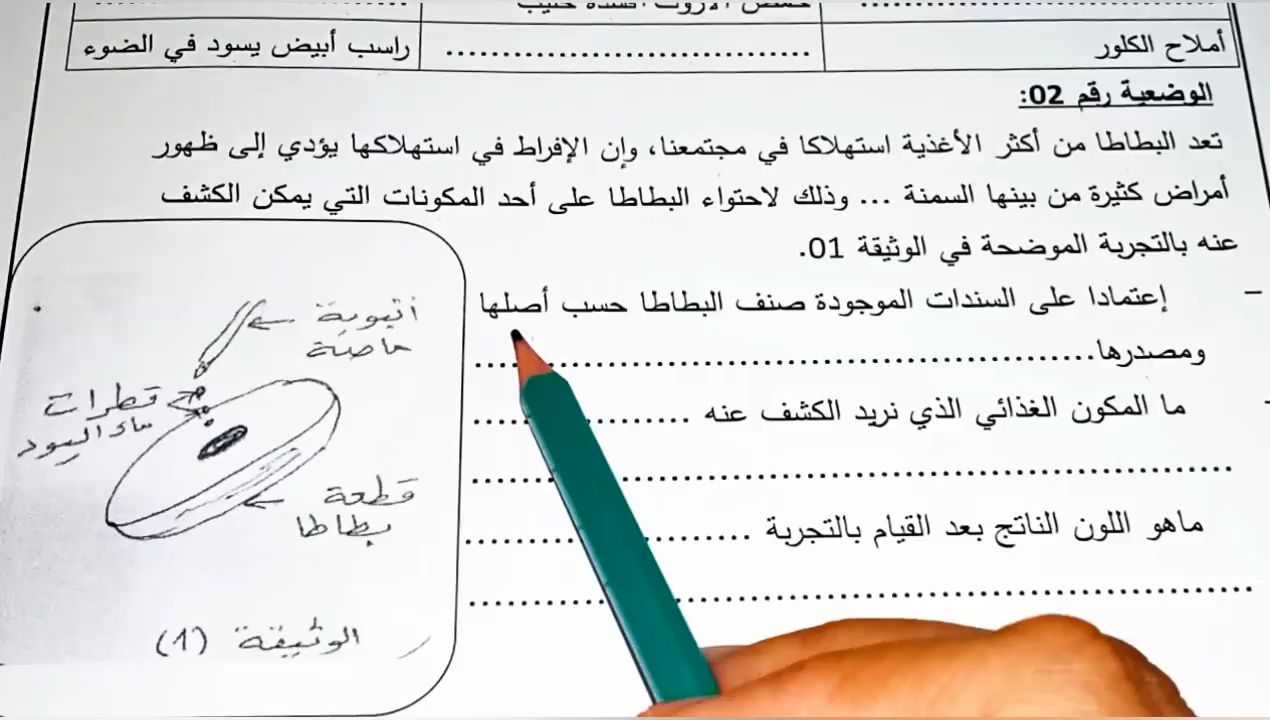 أملاح الكلور
........................................
راسب أبيض يسود في الضوء
الوضعية رقم 02:
تعد البطاطا من أكثر الأغذية استهلاكا في مجتمعنا، وإن الإفراط في استهلاكها يؤدي إلى ظهور
أمراض كثيرة من بينها السمنة ... وذلك لاحتواء البطاطا على أحد المكونات التي يمكن الكشف
عنه بالتجربة الموضحة في الوثيقة 01.
– إعتمادا على السندات الموجودة صنف البطاطا حسب أصلها
ومصدرها........................................
- ما المكون الغذائي الذي نريد الكشف عنه ....................
........................................
ماهو اللون الناتج بعد القيام بالتجربة ....................
........................................
أنبوبة
ماصة
قطرات
ماء اليود
قطعة
بطاطا
الوثيقة (1)